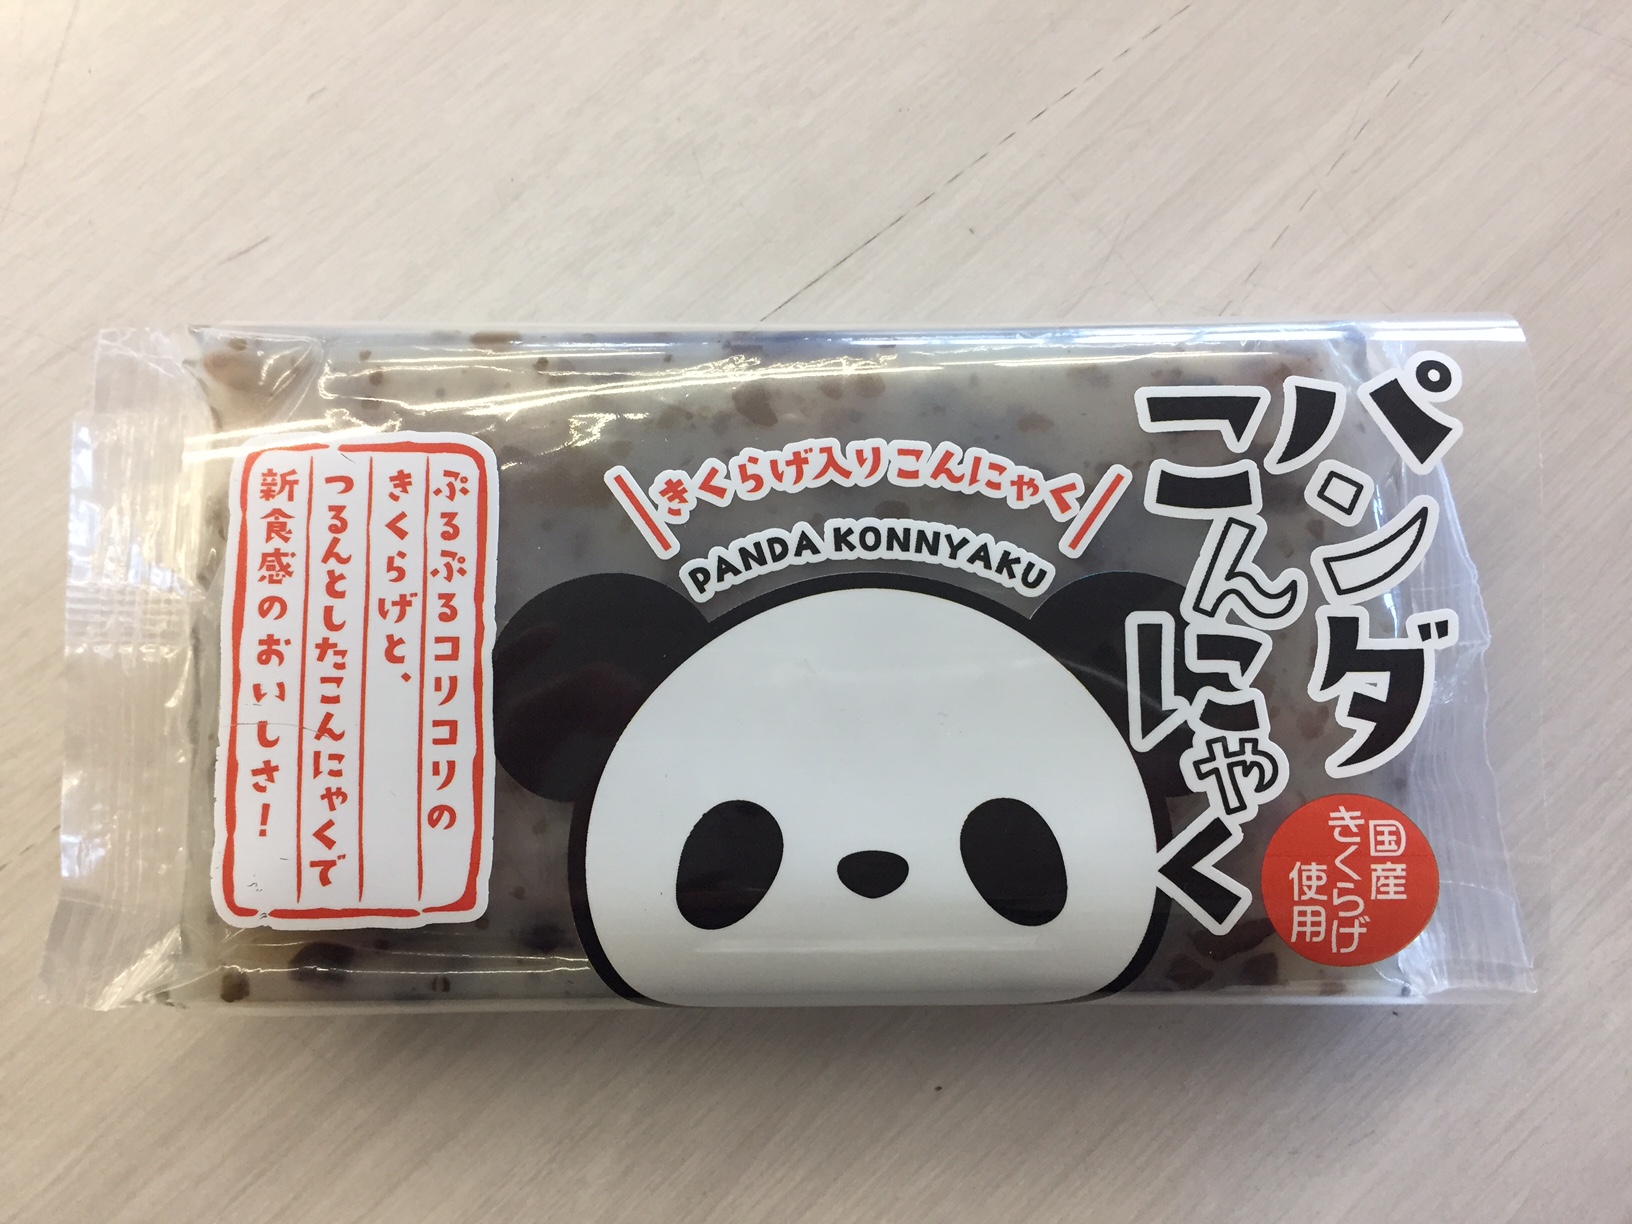 パンダ
こんにゃく
きくらげ入りこんにゃく
PANDA KONNYAKU
国産
きくらげ
使用
ぷるぷるコリコリの
きくらげと、
つるんとしたこんにゃくで
新食感のおいしさ！